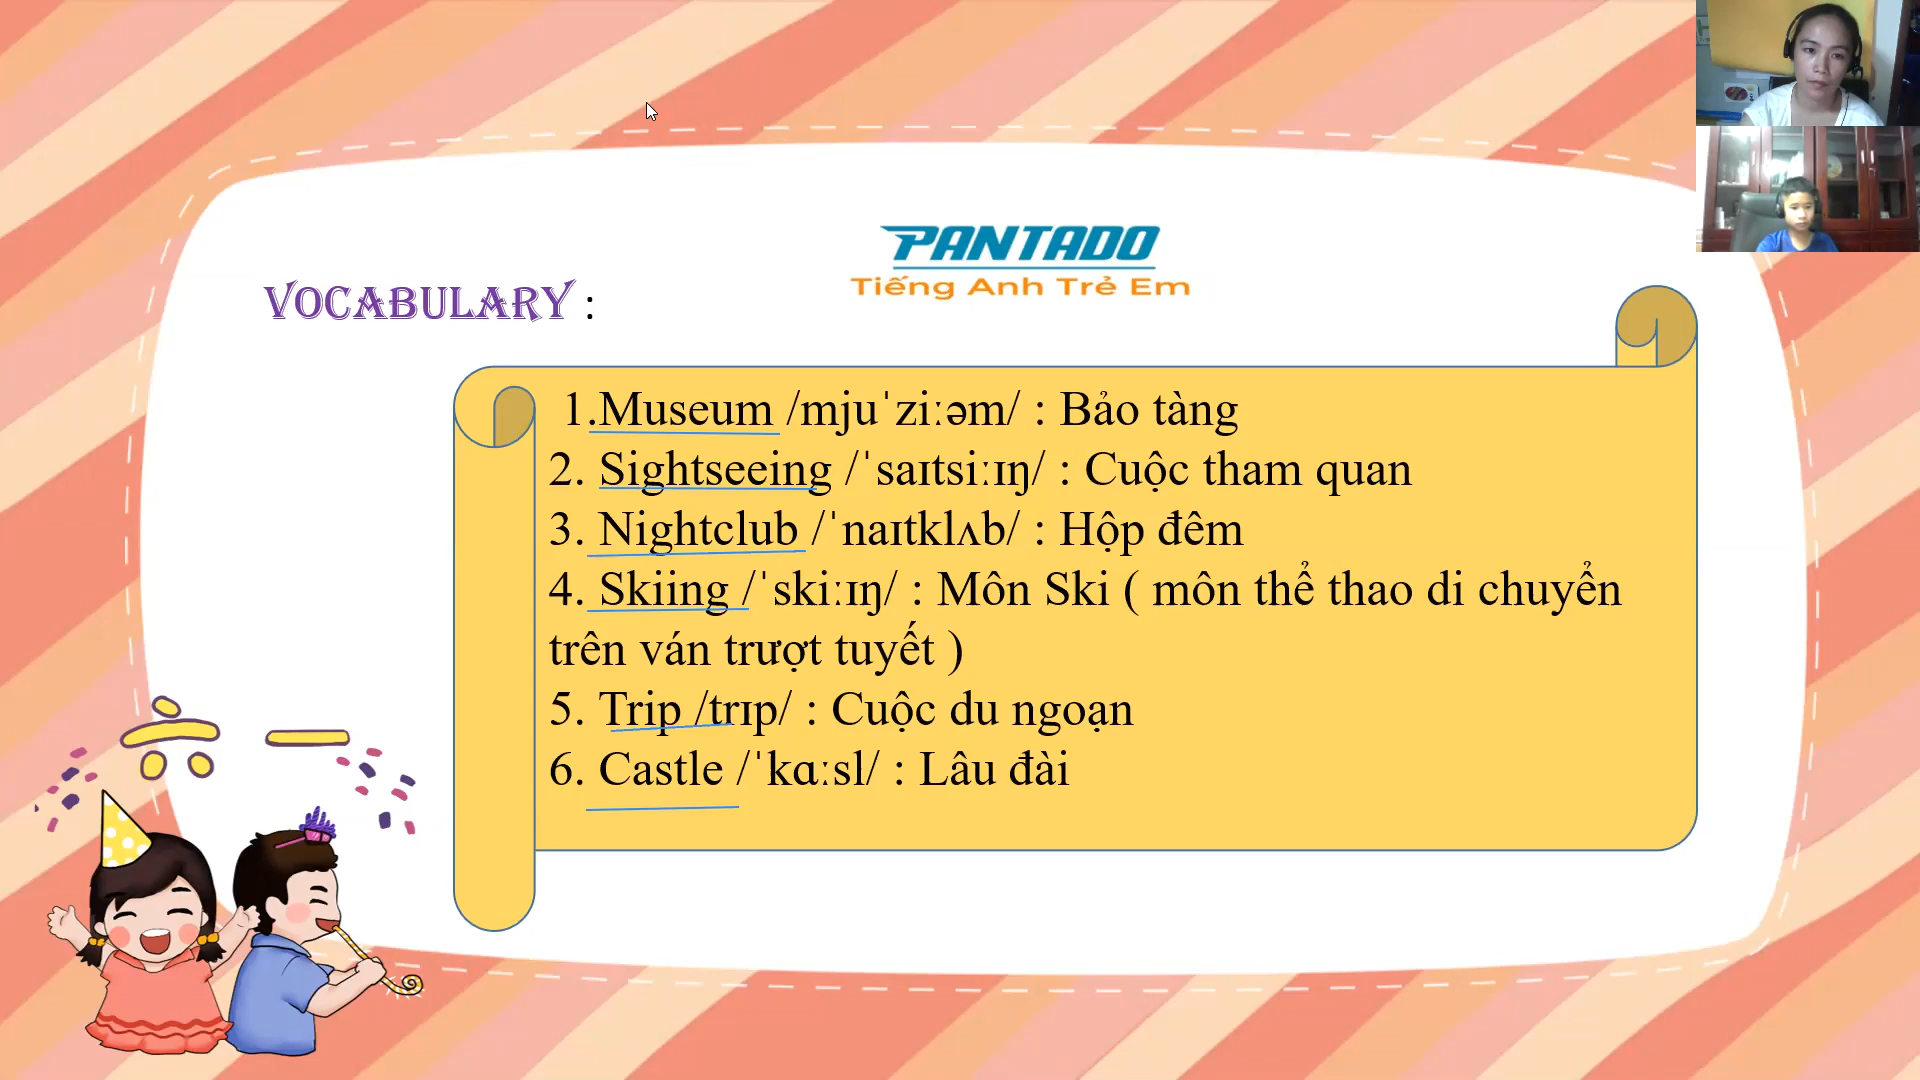 PANTADO
Tiếng Anh Trẻ Em
VOCABULARY :
1.Museum /mjuˈziːəm/ : Bảo tàng
2. Sightseeing /ˈsaɪtsiːɪŋ/ : Cuộc tham quan
3. Nightclub /ˈnaɪtklʌb/ : Hộp đêm
4. Skiing /ˈskiːɪŋ/ : Môn Ski ( môn thể thao di chuyển
trên ván trượt tuyết )
5. Trip /trɪp/ : Cuộc du ngoạn
6. Castle /ˈkɑːsl/ : Lâu đài